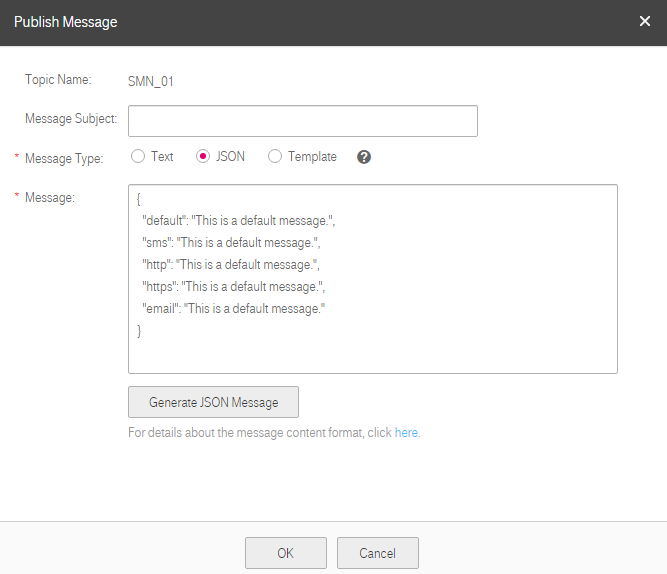 Publish Message
Topic Name: SMN_01
Message Subject:
* Message Type: Text JSON Template ?
* Message: {
"default": "This is a default message.",
"sms": "This is a default message.",
"http": "This is a default message.",
"https": "This is a default message.",
"email": "This is a default message."
}
Generate JSON Message
For details about the message content format, click here.
OK Cancel